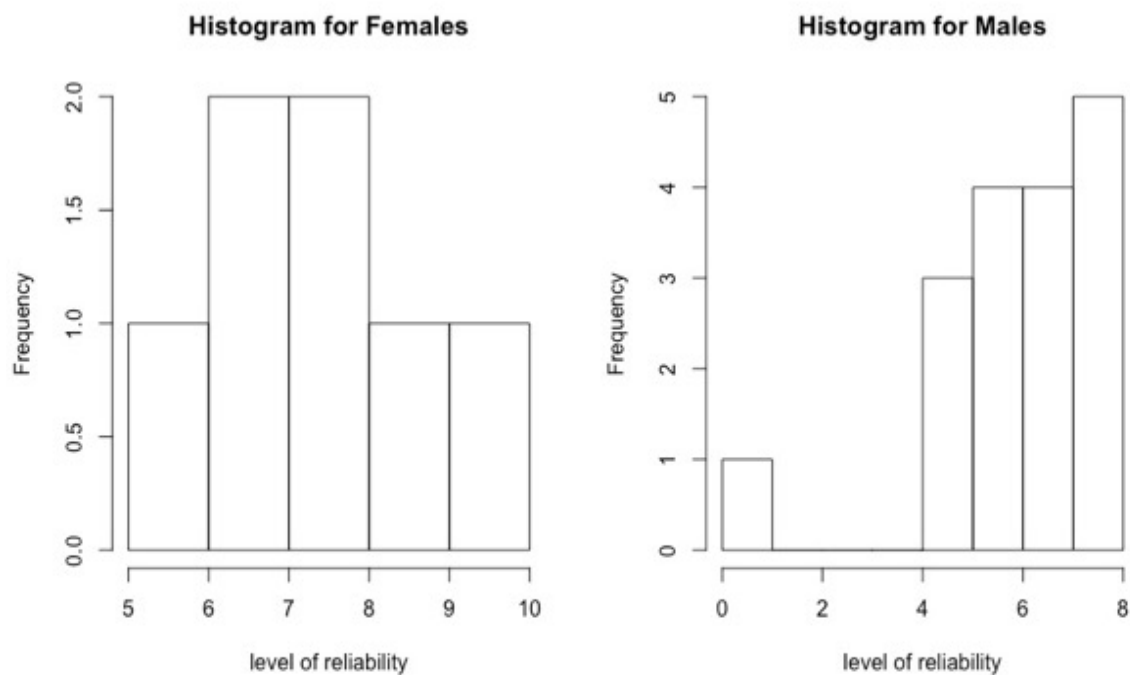 Histogram for Females
Frequency
2.0
1.5
1.0
0.5
0.0
5 6 7 8 9 10
level of reliability
Histogram for Males
Frequency
5
4
3
2
1
0
0 2 4 6 8
level of reliability